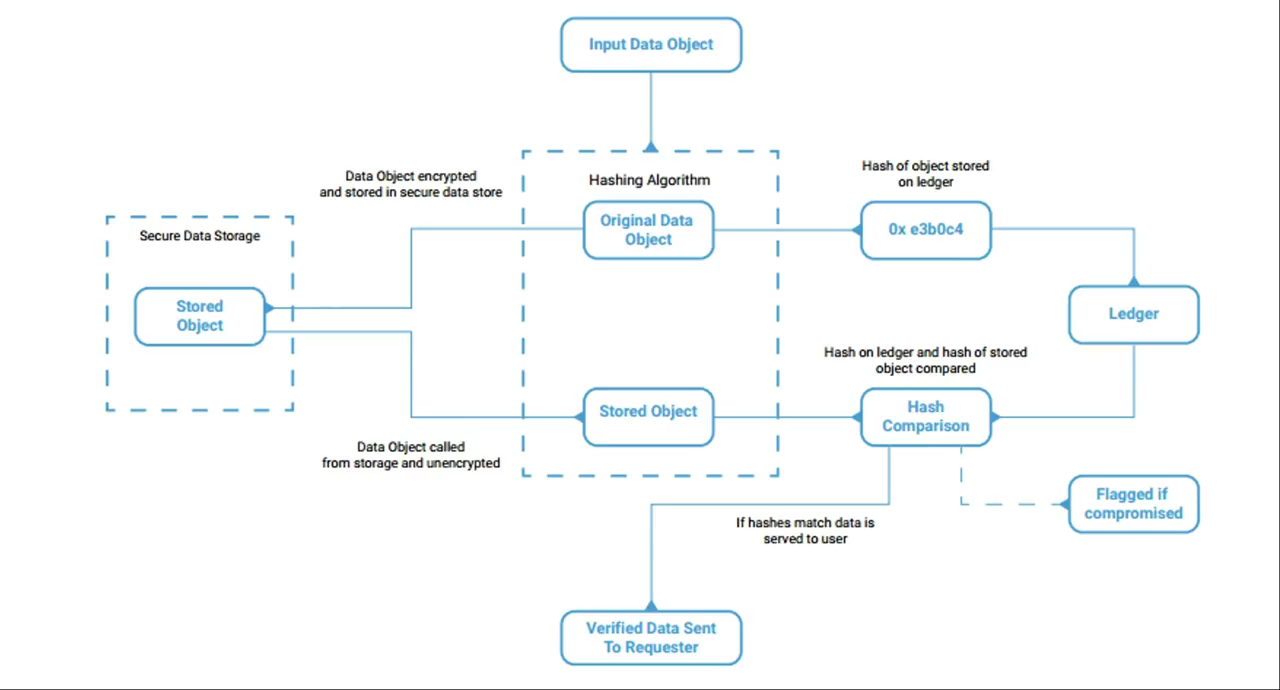 Input Data Object
Hash of object stored
on ledger
Data Object encrypted
and stored in secure data store
Hashing Algorithm
Original Data
Object
0x e3b0c4
Secure Data Storage
Stored
Object
Ledger
Hash on ledger and hash of stored
object compared
Stored Object
Hash
Comparison
Data Object called
from storage and unencrypted
Flagged if
compromised
If hashes match data is
served to user
Verified Data Sent
To Requester